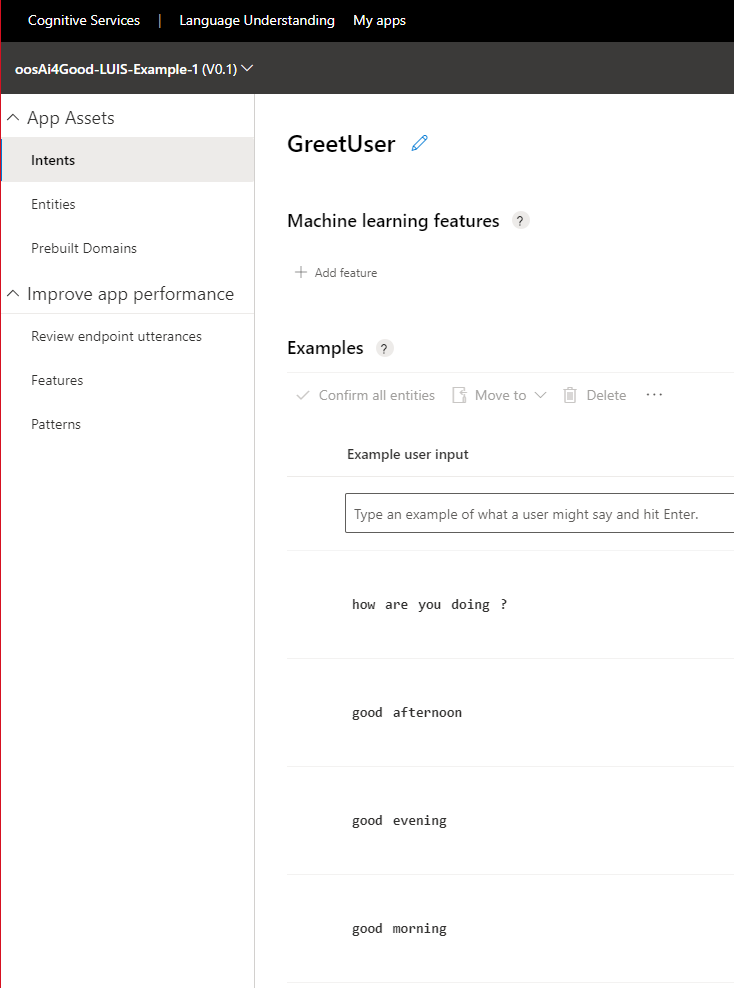 Cognitive Services | Language Understanding My apps
oosAi4Good-LUIS-Example-1 (V0.1)
App Assets
Intents
Entities
Prebuilt Domains
Improve app performance
Review endpoint utterances
Features
Patterns
GreetUser
Machine learning features ?
+ Add feature
Examples ?
Confirm all entities Move to Delete ...
Example user input
Type an example of what a user might say and hit Enter.
how are you doing ?
good afternoon
good evening
good morning